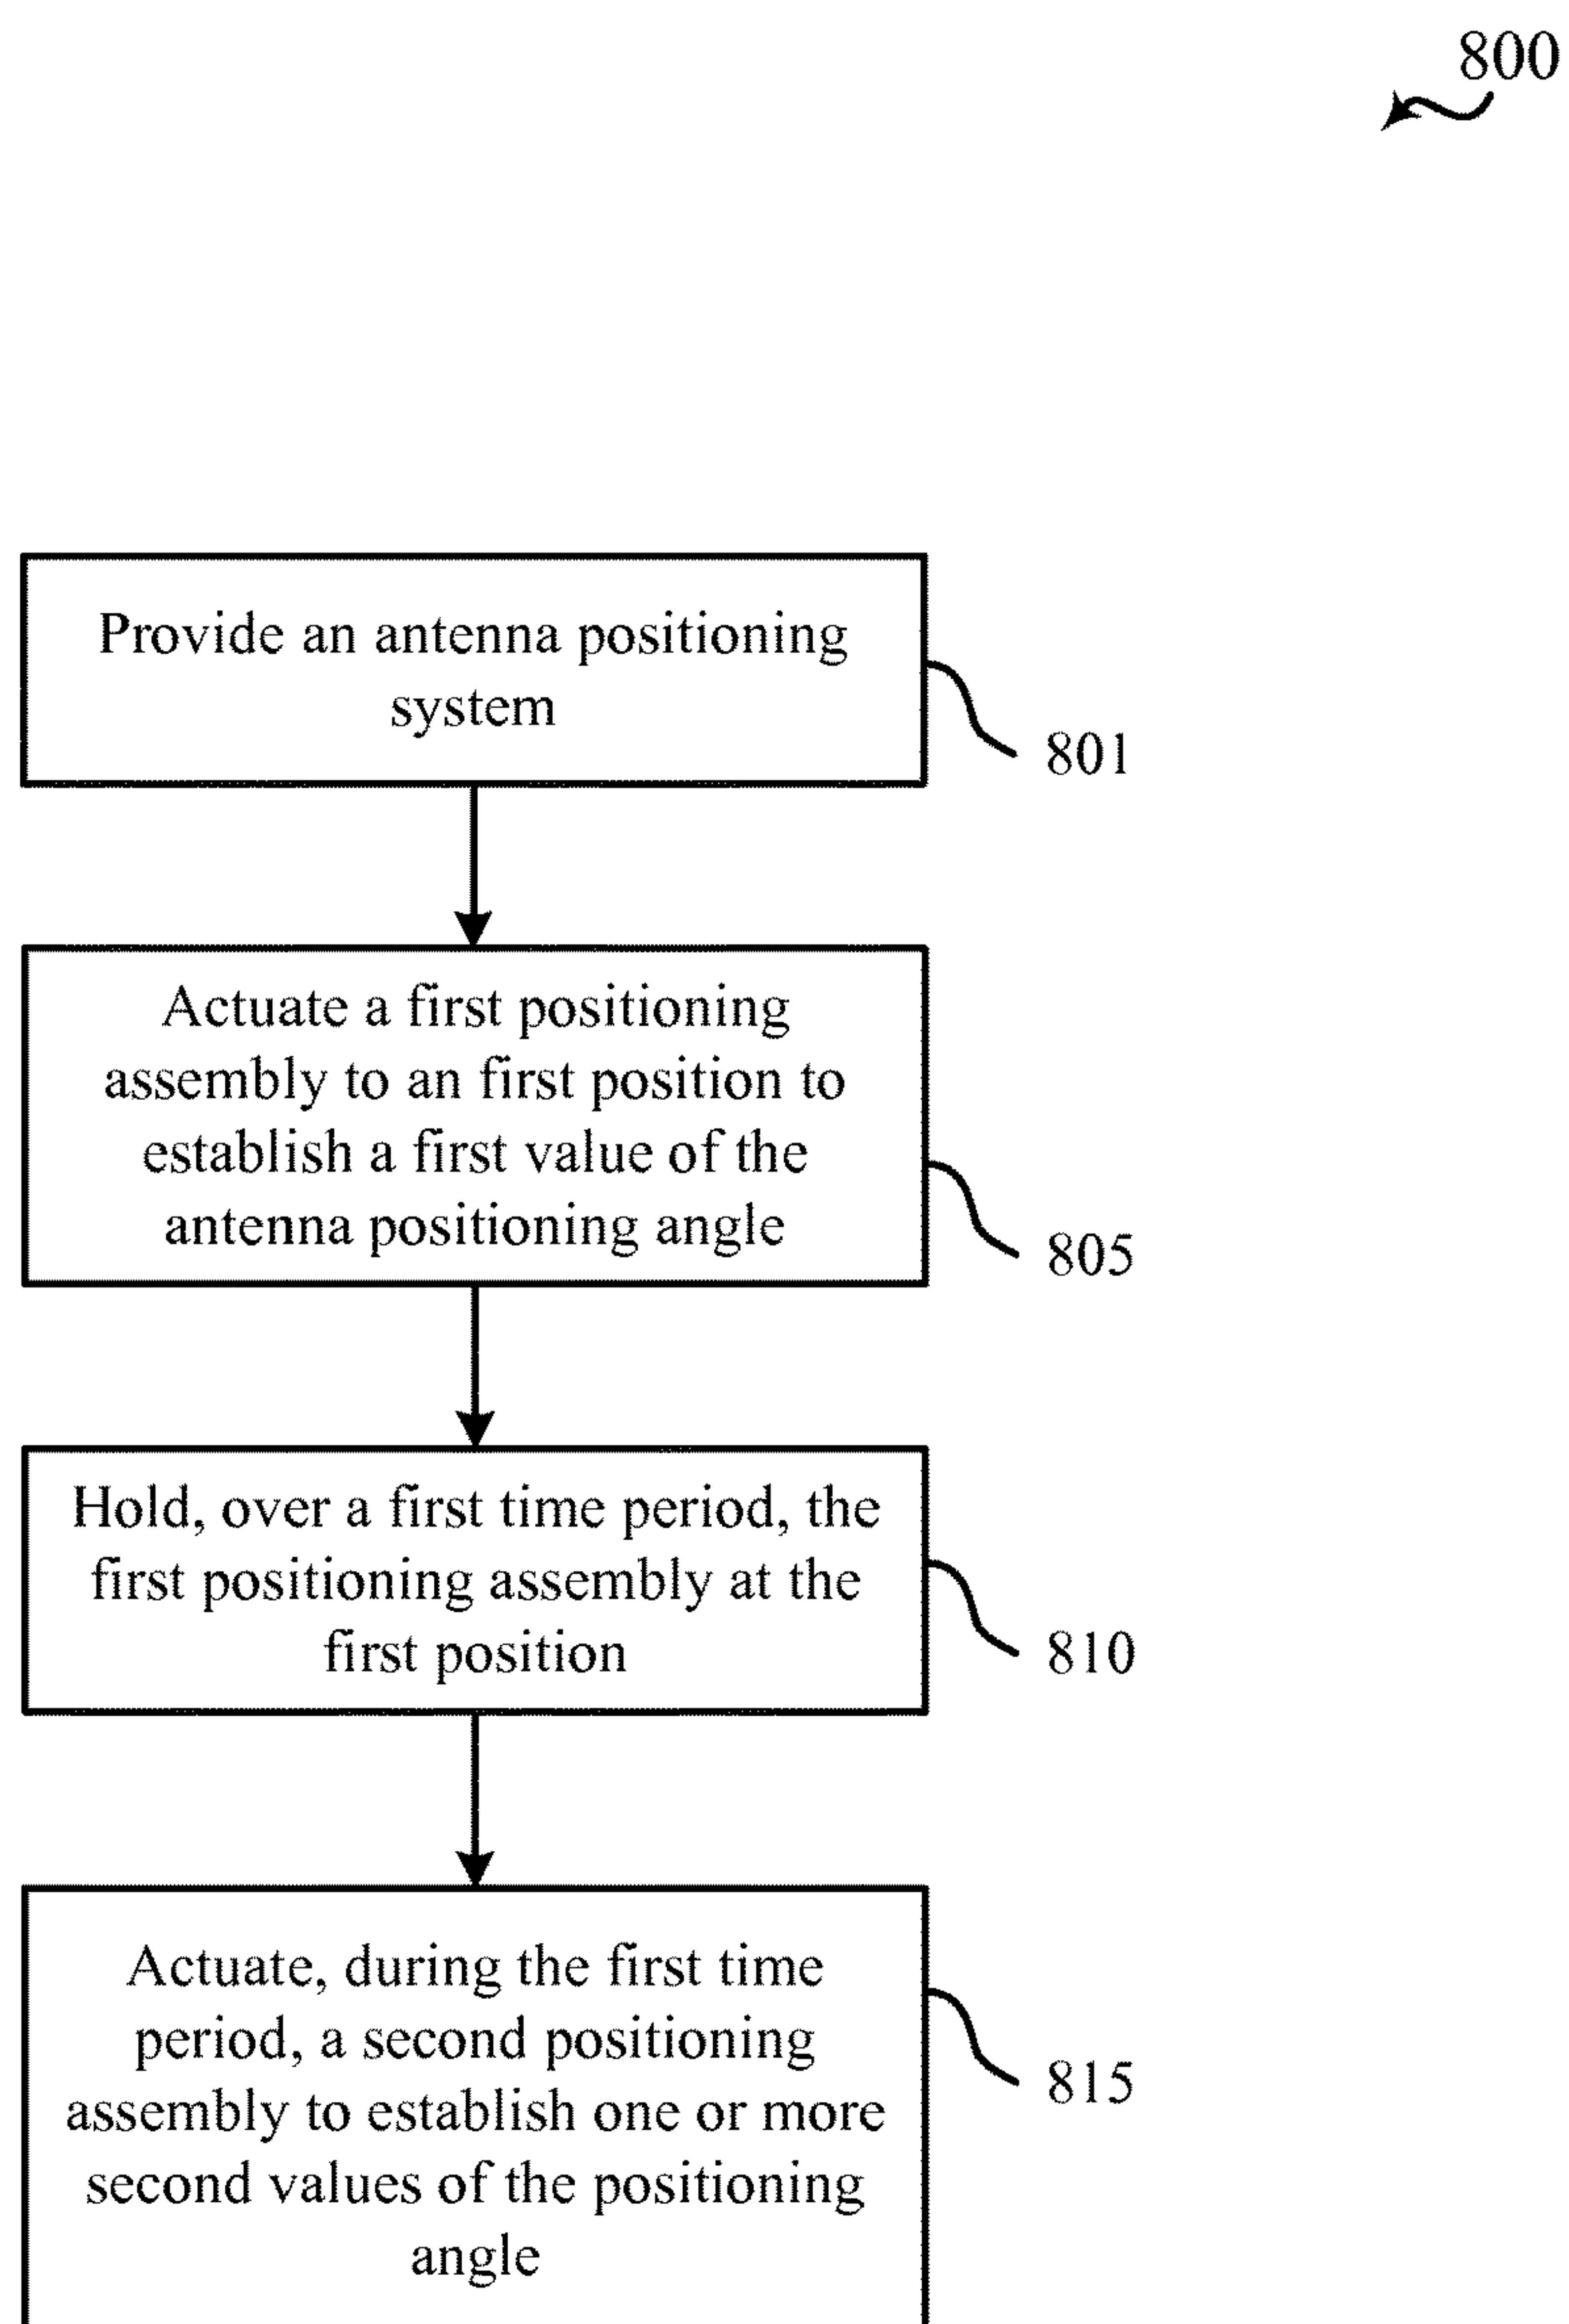 800
Provide an antenna positioning
system
801
Actuate a first positioning
assembly to an first position to
establish a first value of the
antenna positioning angle
805
Hold, over a first time period, the
first positioning assembly at the
first position
810
Actuate, during the first time
period, a second positioning
assembly to establish one or more
second values of the positioning
angle
815